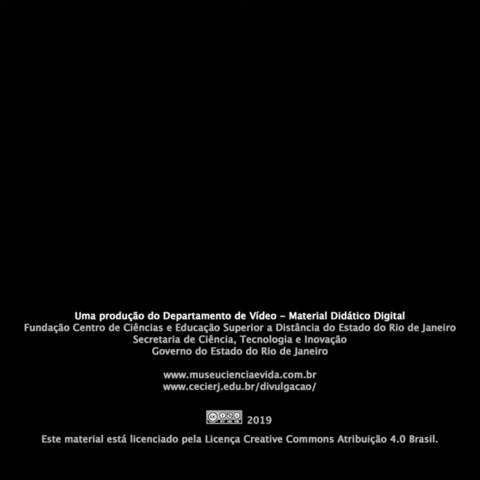 Uma produção do Departamento de Vídeo - Material Didático Digital
Fundação Centro de Ciências e Educação Superior a Distância do Estado do Rio de Janeiro
Secretaria de Ciência, Tecnologia e Inovação
Governo do Estado do Rio de Janeiro
www.museucienciaevida.com.br
www.cecierj.edu.br/divulgacao/
2019
Este material está licenciado pela Licença Creative Commons Atribuição 4.0 Brasil.